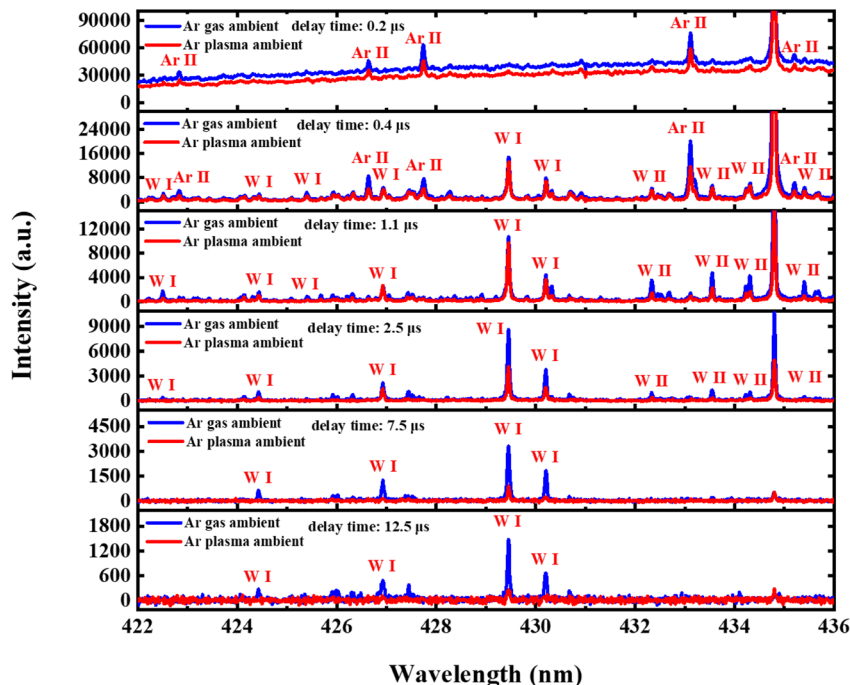 90000
60000
30000
0
Ar gas ambient delay time: 0.2 μs
Ar plasma ambient
Ar II Ar II Ar II Ar II Ar II
24000
16000
8000
0
Ar gas ambient delay time: 0.4 μs
Ar plasma ambient
W I Ar II W I W I Ar II W I Ar II W I W I W II Ar II W II W II Ar II W II
12000
8000
4000
0
Ar gas ambient delay time: 1.1 μs
Ar plasma ambient
W I W I W I W I W I W I W II W II W II W II
9000
6000
3000
0
Ar gas ambient delay time: 2.5 μs
Ar plasma ambient
W I W I W I W I W I W II W II W II W II
4500
3000
1500
0
Ar gas ambient delay time: 7.5 μs
Ar plasma ambient
W I W I W I W I
1800
1200
600
0
Ar gas ambient delay time: 12.5 μs
Ar plasma ambient
W I W I W I W I
422 424 426 428 430 432 434 436
Wavelength (nm)
Intensity (a.u.)